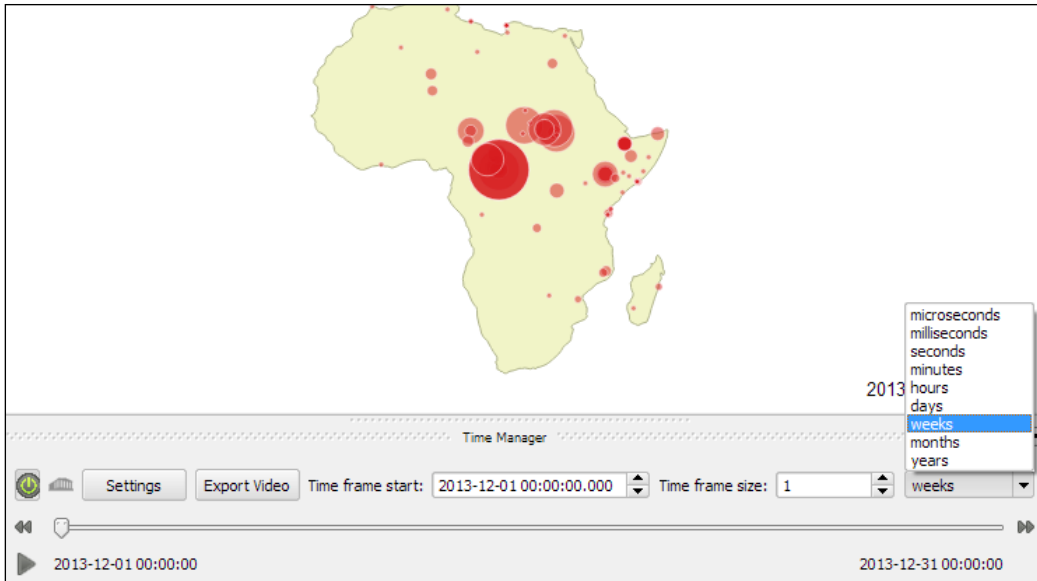 microseconds
milliseconds
seconds
minutes
2013 hours
days
weeks
months
years
Time Manager
Settings Export Video Time frame start: 2013-12-01 00:00:00.000 Time frame size: 1 weeks
2013-12-01 00:00:00 2013-12-31 00:00:00